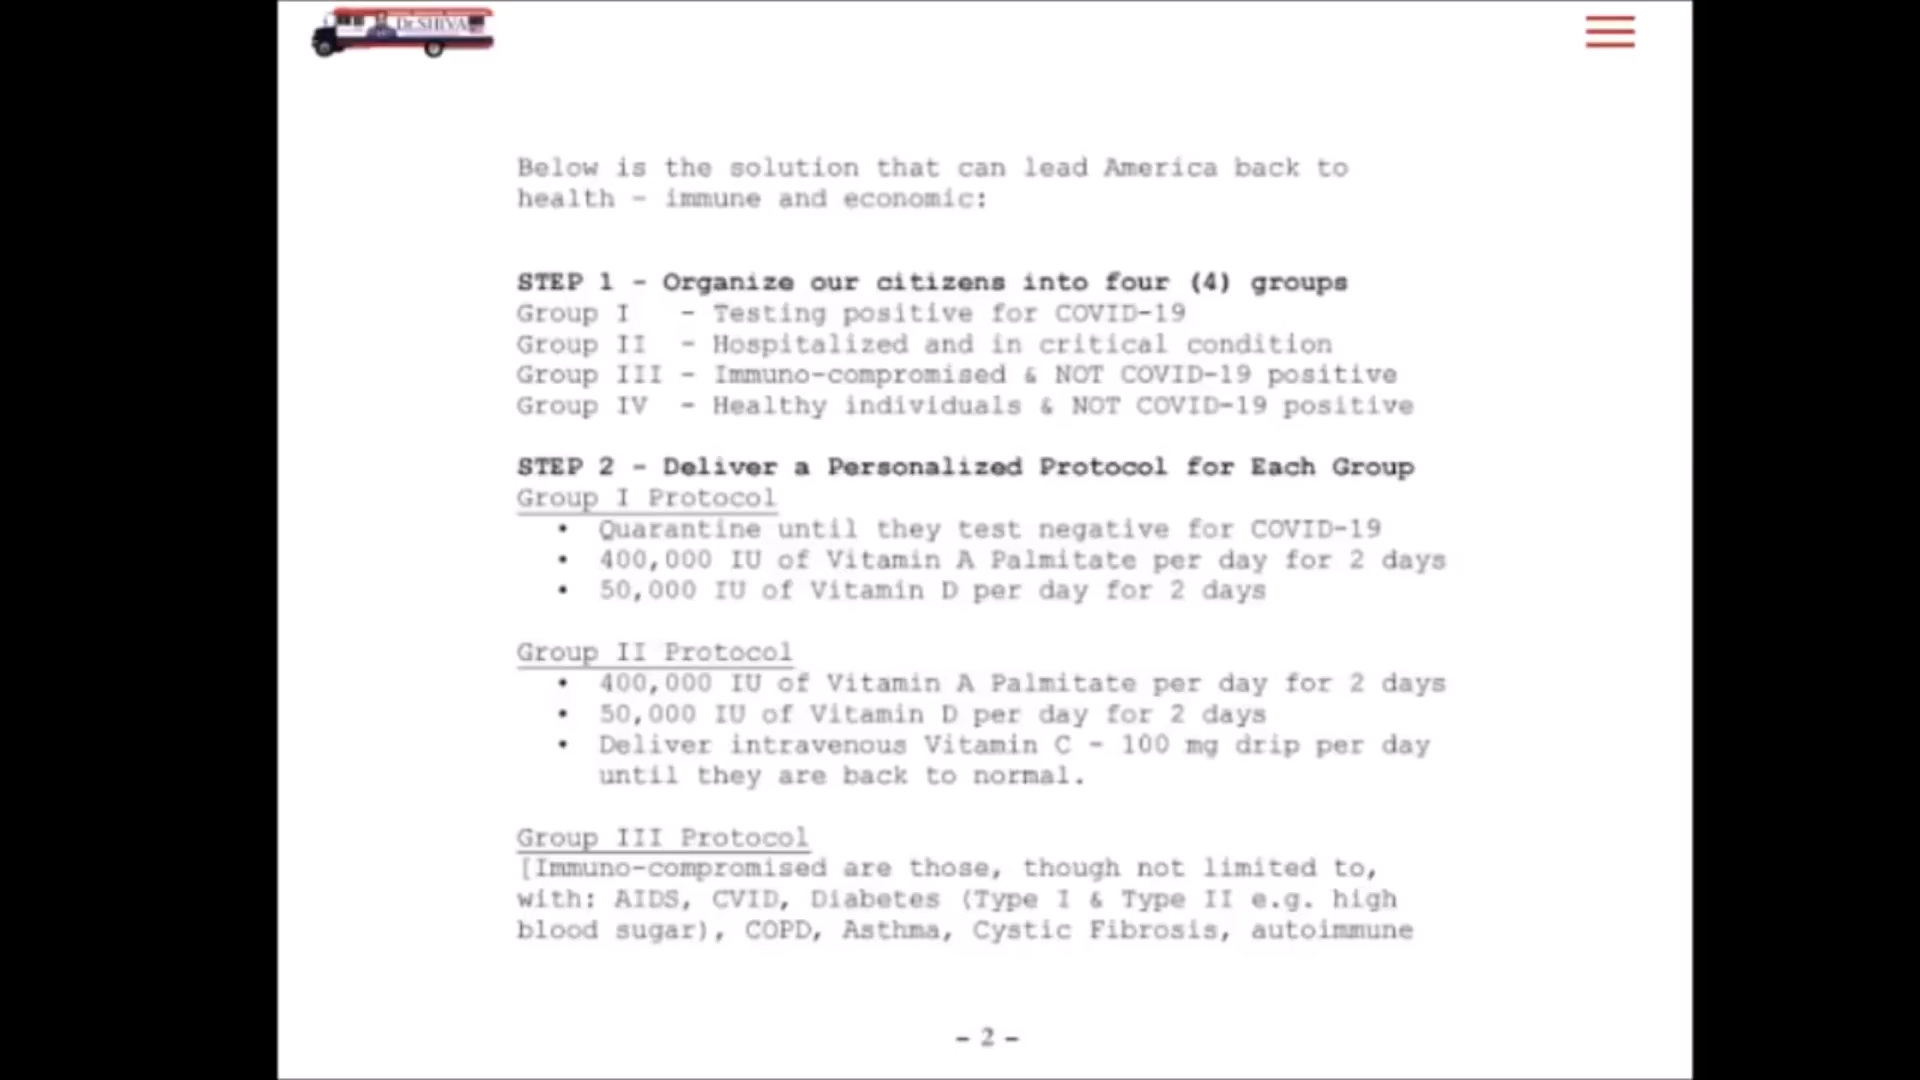 Dr.SHIVA
Below is the solution that can lead America back to
health - immune and economic:
STEP 1 - Organize our citizens into four (4) groups
Group I - Testing positive for COVID-19
Group II - Hospitalized and in critical condition
Group III - Immuno-compromised & NOT COVID-19 positive
Group IV - Healthy individuals & NOT COVID-19 positive
STEP 2 - Deliver a Personalized Protocol for Each Group
Group I Protocol
• Quarantine until they test negative for COVID-19
• 400,000 IU of Vitamin A Palmitate per day for 2 days
• 50,000 IU of Vitamin D per day for 2 days
Group II Protocol
• 400,000 IU of Vitamin A Palmitate per day for 2 days
• 50,000 IU of Vitamin D per day for 2 days
• Deliver intravenous Vitamin C - 100 mg drip per day
until they are back to normal.
Group III Protocol
[Immuno-compromised are those, though not limited to,
with: AIDS, CVID, Diabetes (Type I & Type II e.g. high
blood sugar), COPD, Asthma, Cystic Fibrosis, autoimmune
- 2 -